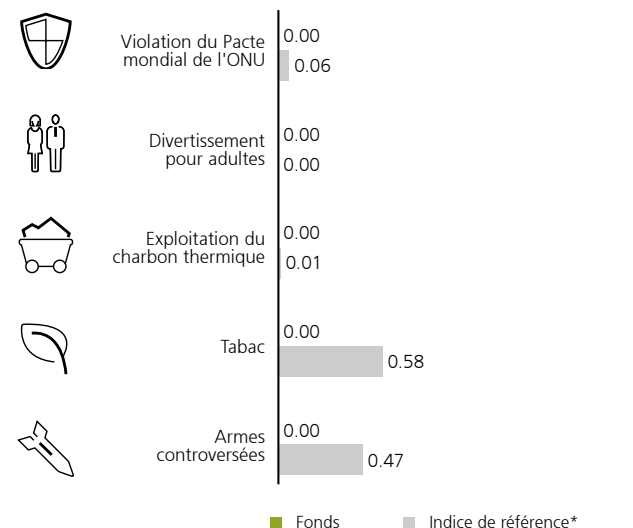 Violation du Pacte
mondial de l'ONU
0.00
0.06
Divertissement
pour adultes
0.00
0.00
Exploitation du
charbon thermique
0.00
0.01
Tabac
0.00
0.58
Armes
controversées
0.00
0.47
Fonds
Indice de référence*